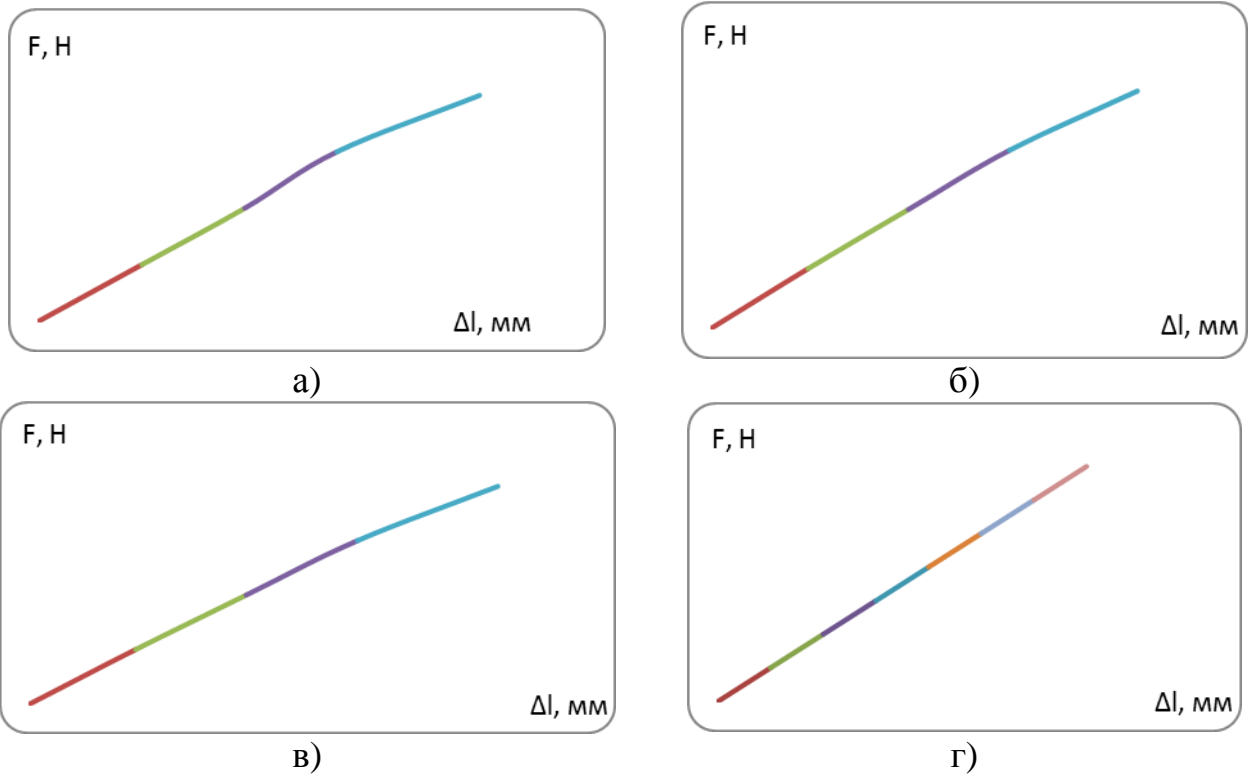 F, Н
Δl, мм
а)
F, Н
Δl, мм
б)
F, Н
Δl, мм
в)
F, Н
Δl, мм
г)